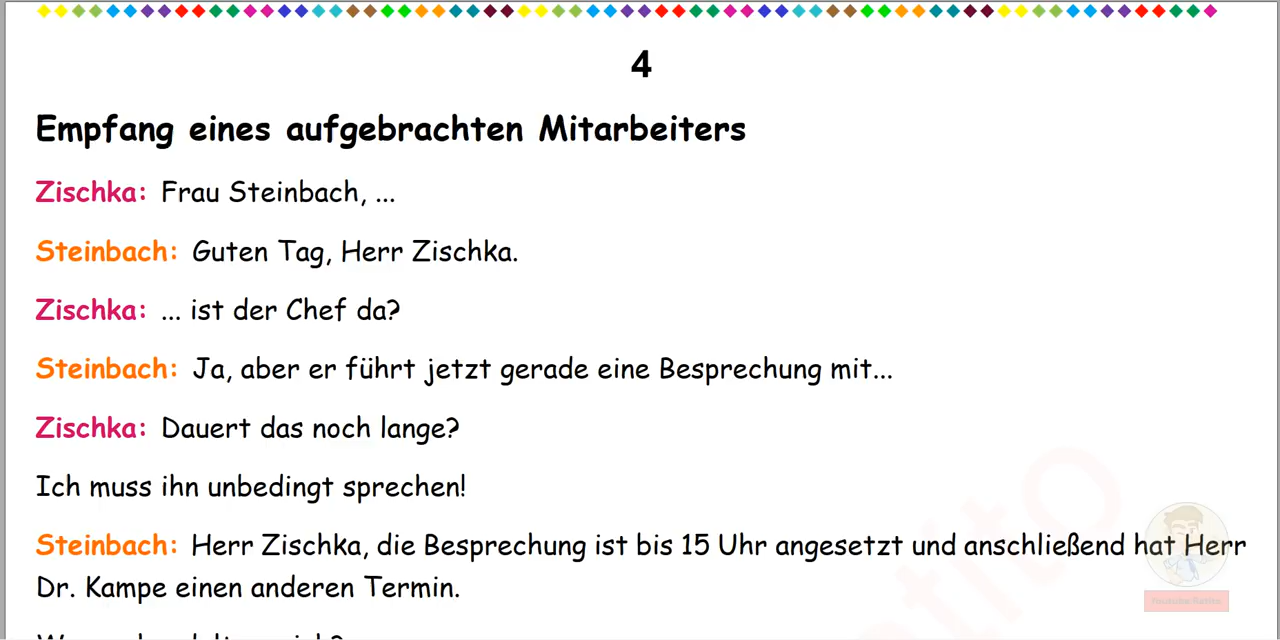 4
Empfang eines aufgebrachten Mitarbeiters
Zischka: Frau Steinbach, ...
Steinbach: Guten Tag, Herr Zischka.
Zischka: ... ist der Chef da?
Steinbach: Ja, aber er führt jetzt gerade eine Besprechung mit...
Zischka: Dauert das noch lange?
Ich muss ihn unbedingt sprechen!
Steinbach: Herr Zischka, die Besprechung ist bis 15 Uhr angesetzt und anschließend hat Herr
Dr. Kampe einen anderen Termin.